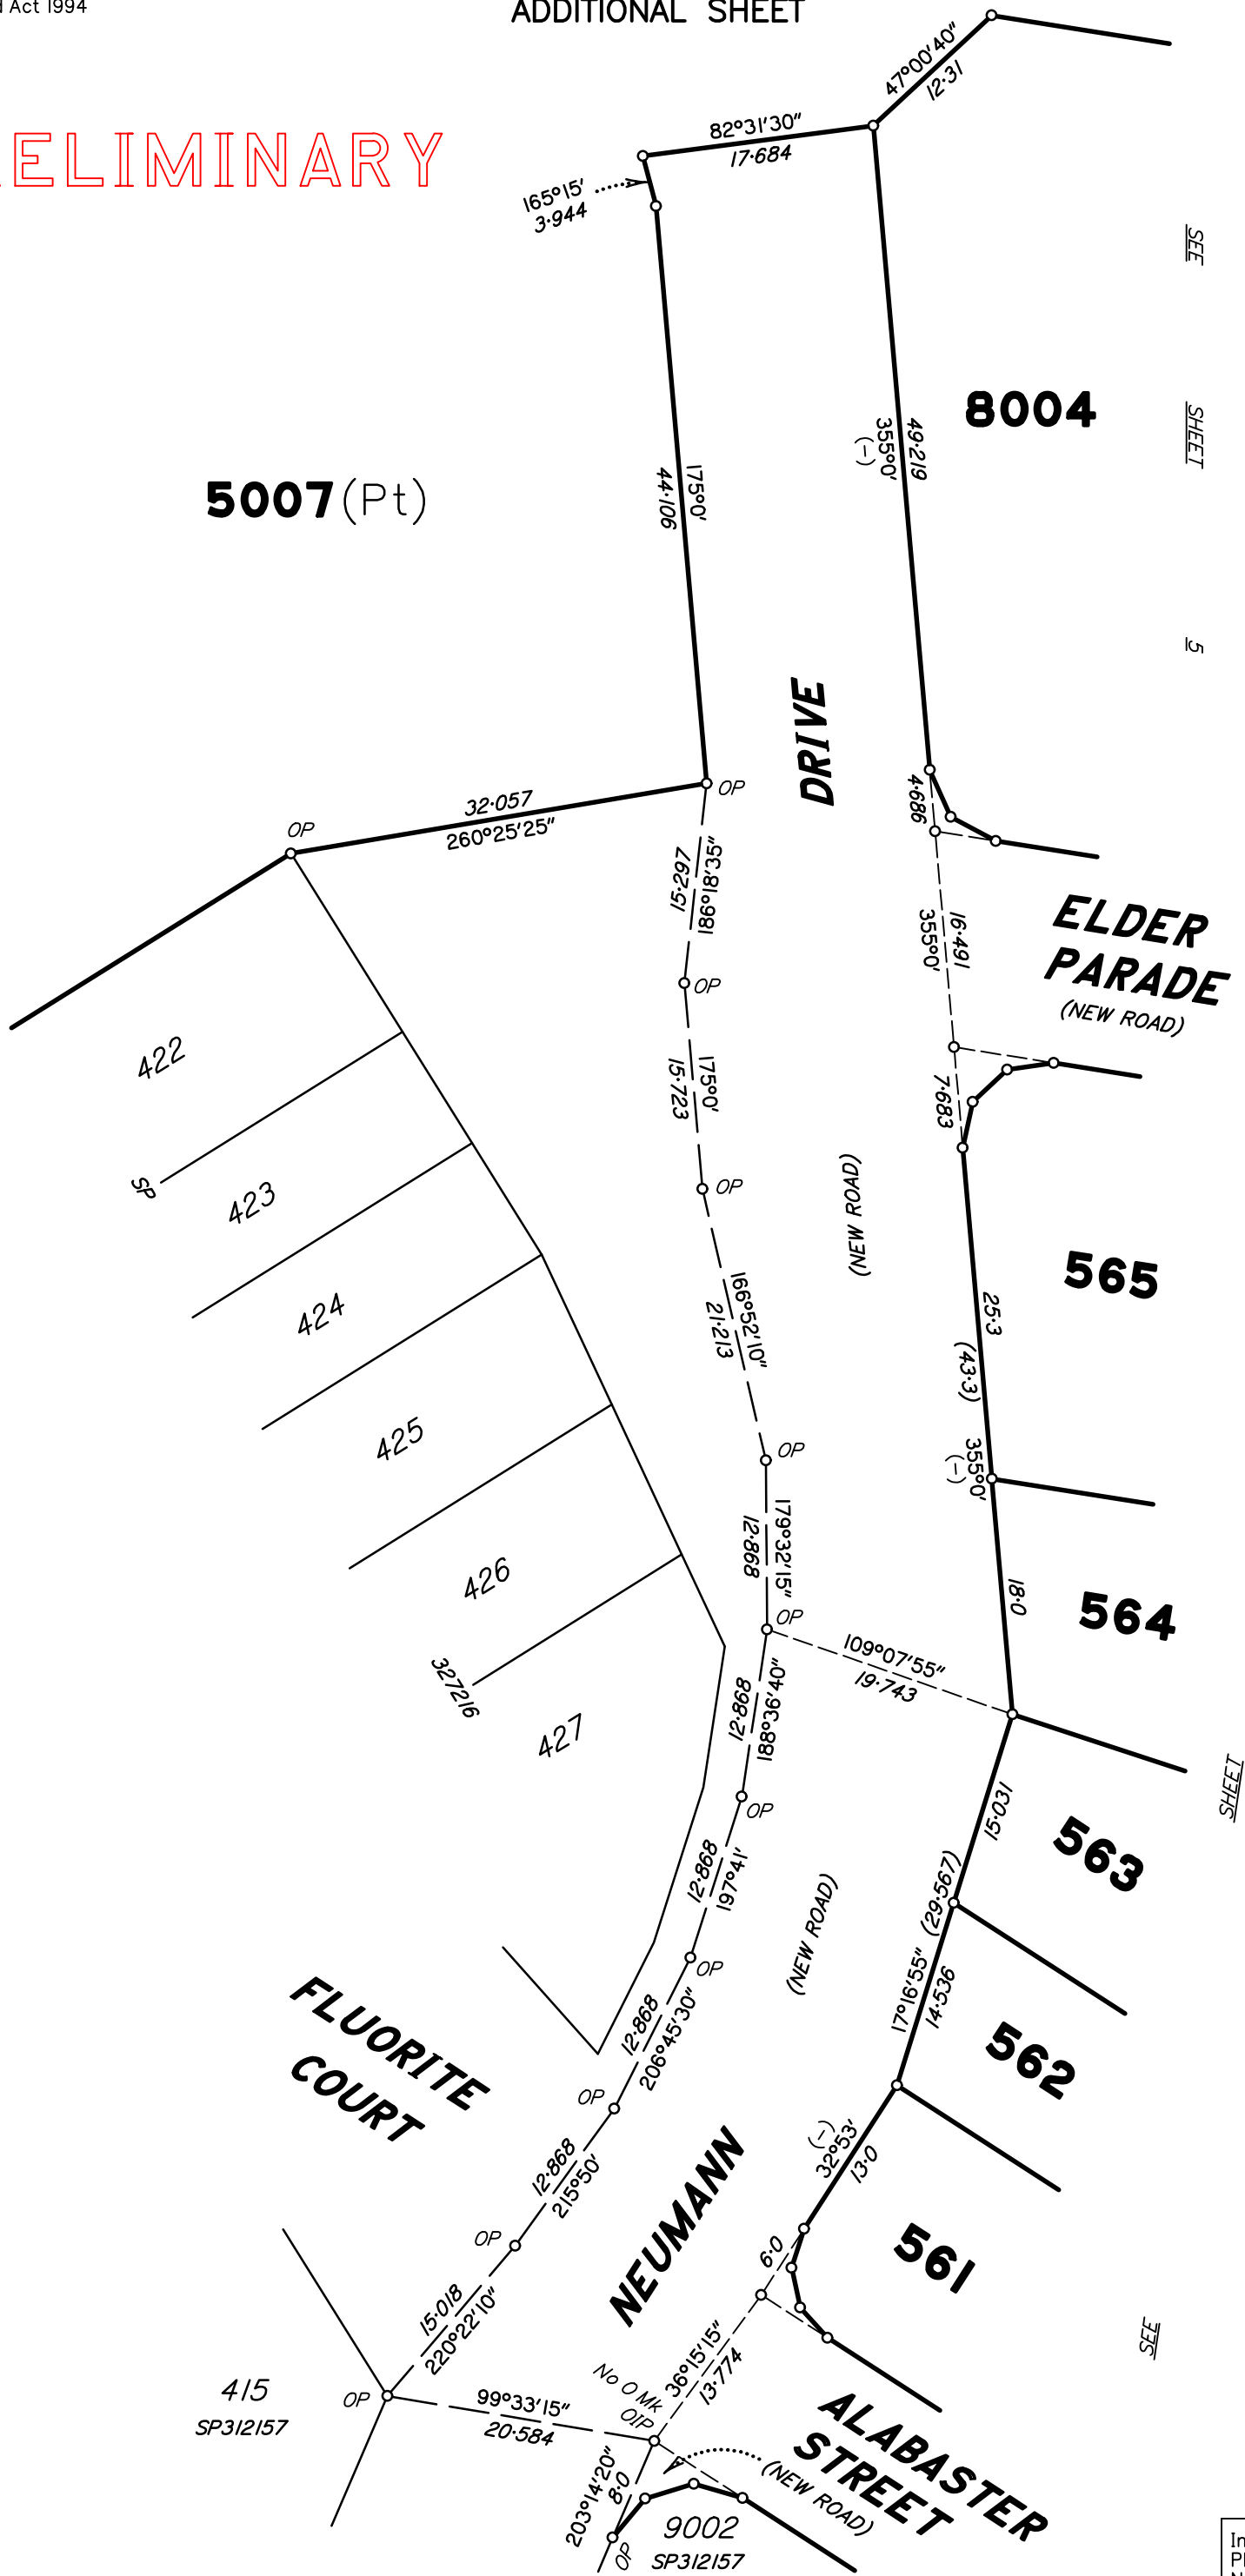 d Act 1994
ADDITIONAL SHEET
ELIMINARY
47°00'40"
12·31
82°31'30"
17·684
165°15'
3·944
SEE
SHEET
5
8004
49·219
355°0'
(–)
5007(Pt)
175°0'
44·106
DRIVE
OP
32·057
260°25'25"
OP
4·686
15·297
186°18'35"
16·491
355°0'
ELDER
PARADE
(NEW ROAD)
OP
422
175°0'
15·723
7·683
SP
423
OP
(NEW ROAD)
565
424
166°52'10"
21·213
25·3
(43·3)
355°0'
(–)
425
OP
179°32'15"
12·868
426
18·0
564
OP
109°07'55"
19·743
327216
427
12·868
188°36'40"
SHEET
OP
15·031
563
12·868
197°41'
(29·567)
(NEW ROAD)
OP
17°16'55"
14·536
FLUORITE
COURT
12·868
206°45'30"
562
OP
(–)
32°53'
13·0
12·868
215°50'
NEUMANN
OP
6·0
561
SEE
15·018
220°22'10"
36°15'15"
13·774
415
SP312157
OP
99°33'15"
20·584
No O Mk
OIP
ALABASTER
STREET
(NEW ROAD)
203°14'20"
8·0
OP
9002
SP312157
In
Pl